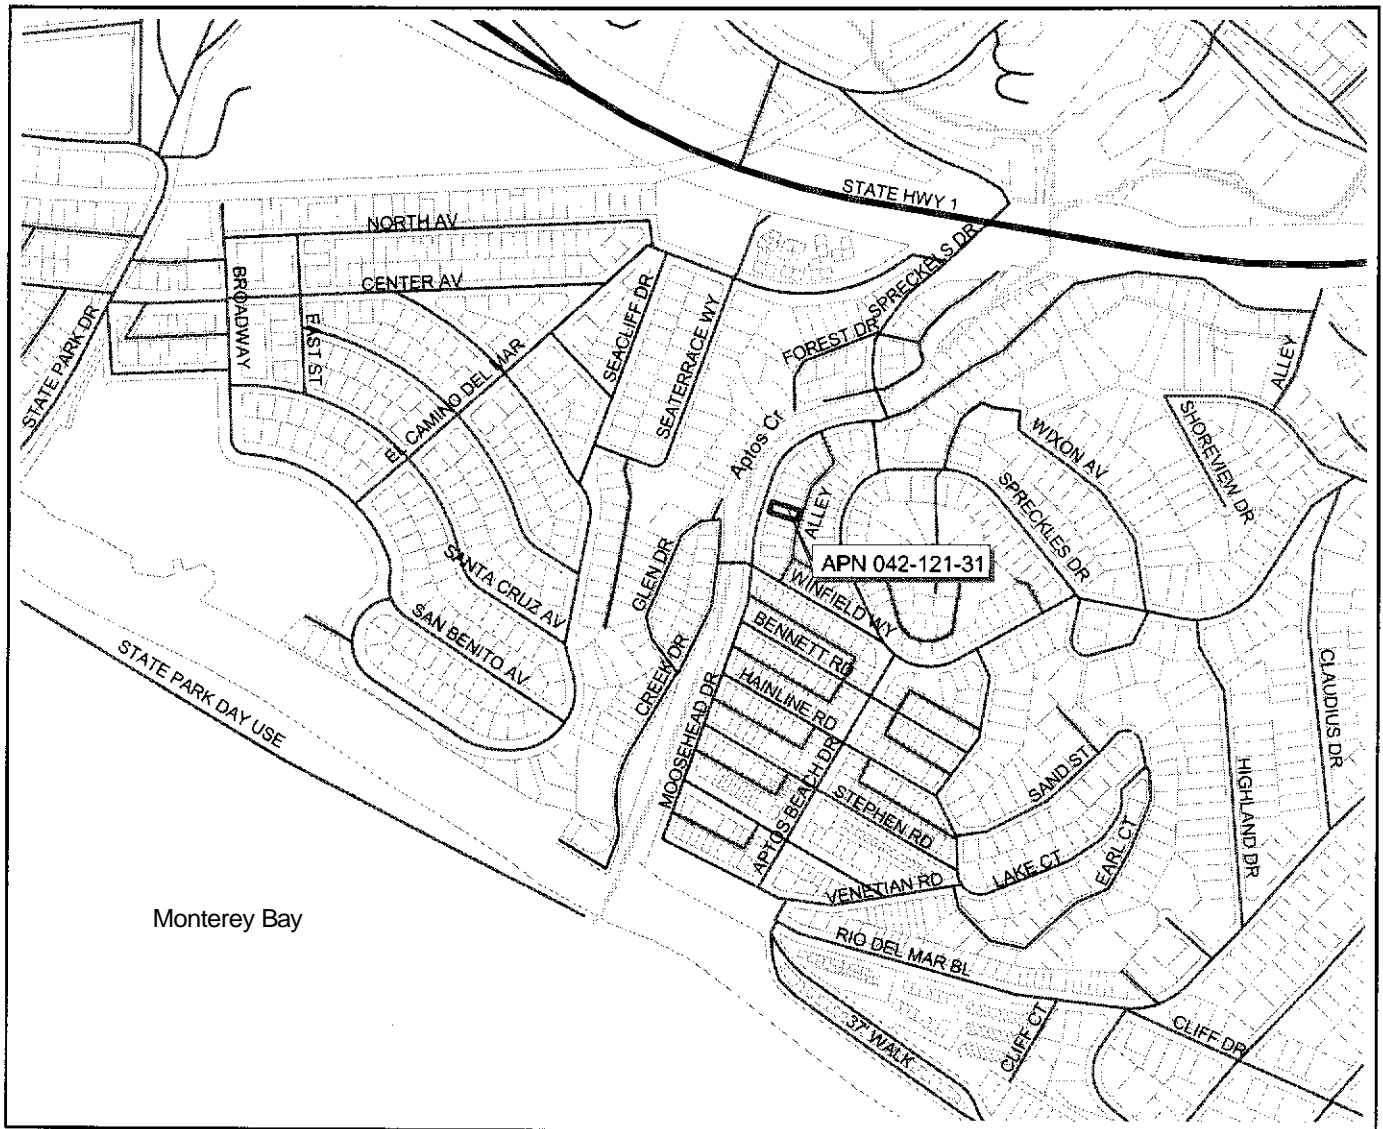 STATE HWY 1
NORTH AV
SPRECKELS DR
BROADWAY
CENTER AV
SEACLIFF DR
SEATERRACE WY
EAST ST
STATE PARK DR
FOREST DR
EL CAMINO DEL MAR
ALLEY
SHOREVIEW DR
WIXON AV
Aptos Cr
SPRECKLES DR
ALLEY
APN 042-121-31
GLEN DR
SANTA CRUZ AV
WINFIELD WY
SAN BENITO AV
BENNETT RD
CREEK DR
HAINLINE RD
MOOSEHEAD DR
STATE PARK DAY USE
CLAUDIUS DR
SAND ST
HIGHLAND DR
APTOS BEACH DR
STEPHEN RD
LAKE CT
EARL CT
VENETIAN RD
Monterey Bay
RIO DEL MAR BL
37' WALK
CLIFF CT
CLIFF DR